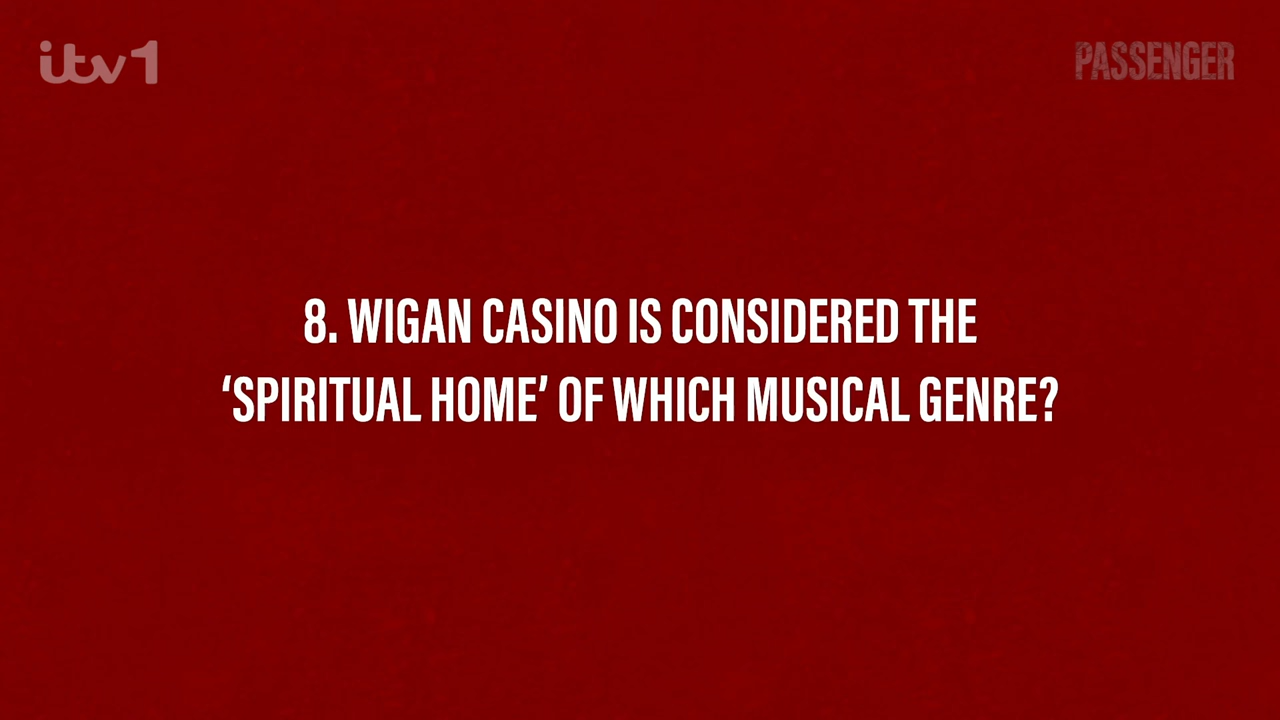 itv1
PASSENGER
8. WIGAN CASINO IS CONSIDERED THE
‘SPIRITUAL HOME’ OF WHICH MUSICAL GENRE?